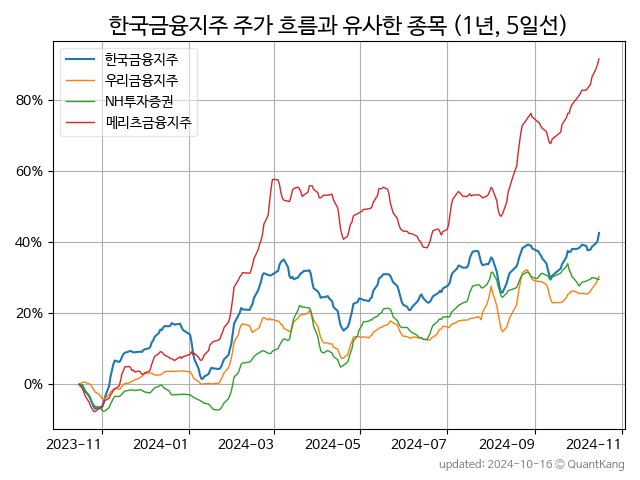 한국금융지주 주가 흐름과 유사한 종목 (1년, 5일선)
한국금융지주
우리금융지주
NH투자증권
메리츠금융지주
80%
60%
40%
20%
0%
2023-11 2024-01 2024-03 2024-05 2024-07 2024-09 2024-11
updated: 2024-10-16 © QuantKang